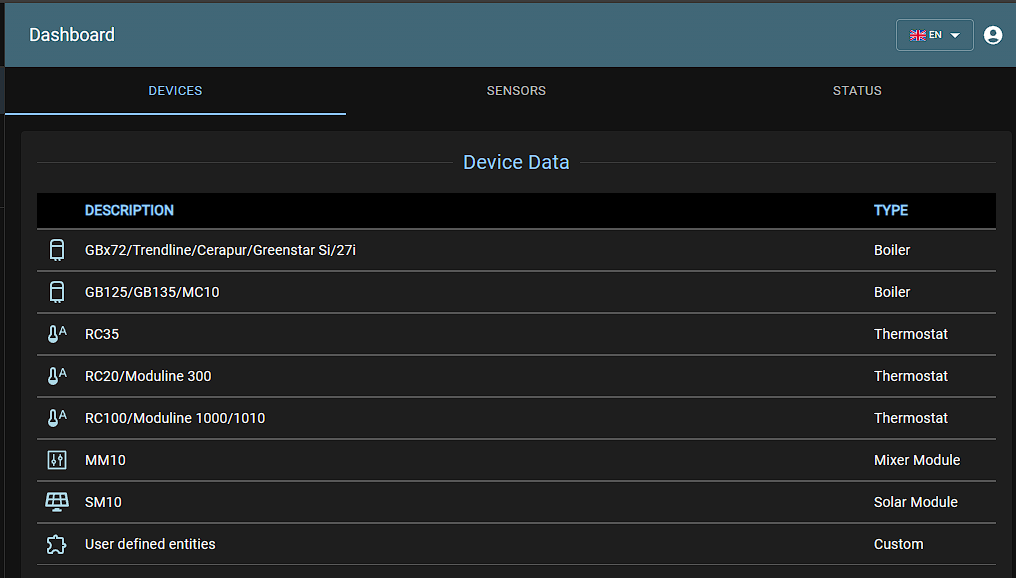 Dashboard
EN
DEVICES SENSORS STATUS
Device Data
DESCRIPTION TYPE
GBx72/Trendline/Cerapur/Greenstar Si/27i Boiler
GB125/GB135/MC10 Boiler
A RC35 Thermostat
A RC20/Moduline 300 Thermostat
A RC100/Moduline 1000/1010 Thermostat
MM10 Mixer Module
SM10 Solar Module
User defined entities Custom